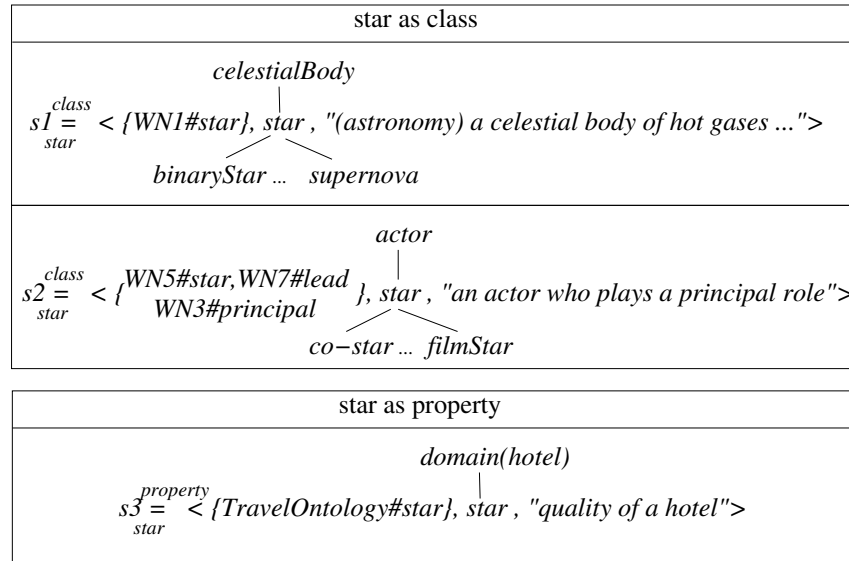 star as class
celestialBody
s1 = class star < {WN1#star}, star , "(astronomy) a celestial body of hot gases ...">
binaryStar ... supernova
actor
s2 = class star < { WN5#star,WN7#lead WN3#principal }, star , "an actor who plays a principal role">
co−star ... filmStar
star as property
domain(hotel)
s3 = property star < {TravelOntology#star}, star , "quality of a hotel">